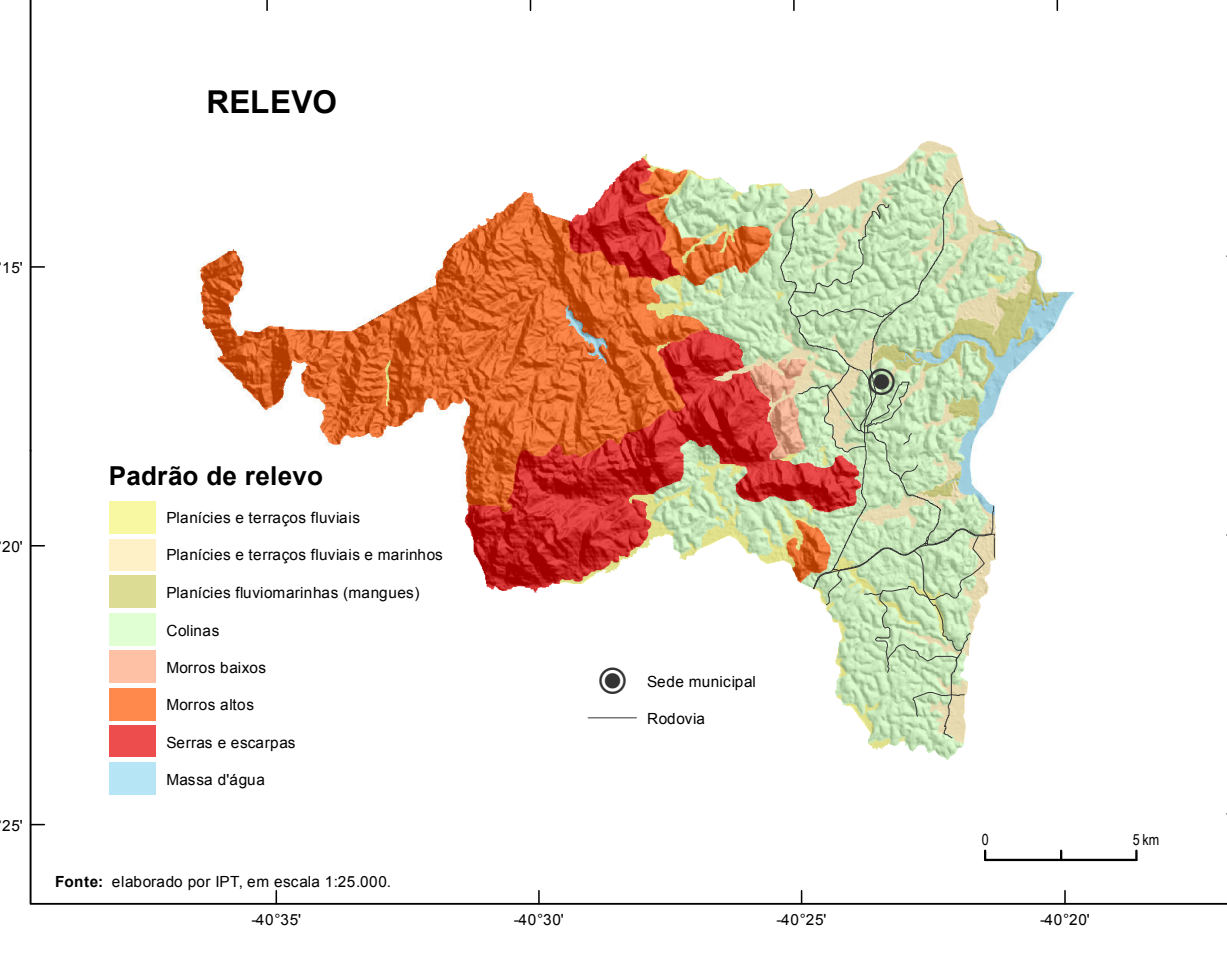 RELEVO
15'
Padrão de relevo
Planícies e terraços fluviais
Planícies e terraços fluviais e marinhos
20'
Planícies fluviomarinhas (mangues)
Colinas
Morros baixos
Morros altos
Serras e escarpas
Massa d'água
Sede municipal
Rodovia
25'
0 5 km
Fonte: elaborado por IPT, em escala 1:25.000.
-40°35' -40°30' -40°25' -40°20'